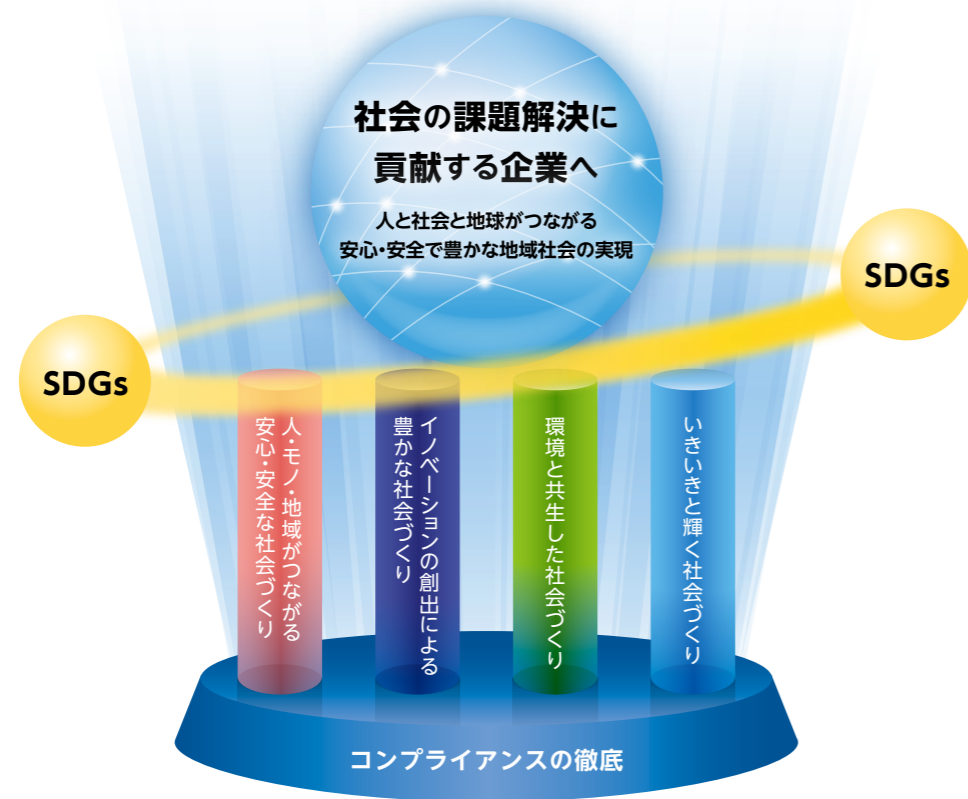 社会の課題解決に
貢献する企業へ
人と社会と地球がつながる
安心・安全で豊かな地域社会の実現
SDGs
SDGs
人・モノ・地域がつながる
安心・安全な社会づくり
イノベーションの創出による
豊かな社会づくり
環境と共生した社会づくり
いきいきと輝く社会づくり
コンプライアンスの徹底